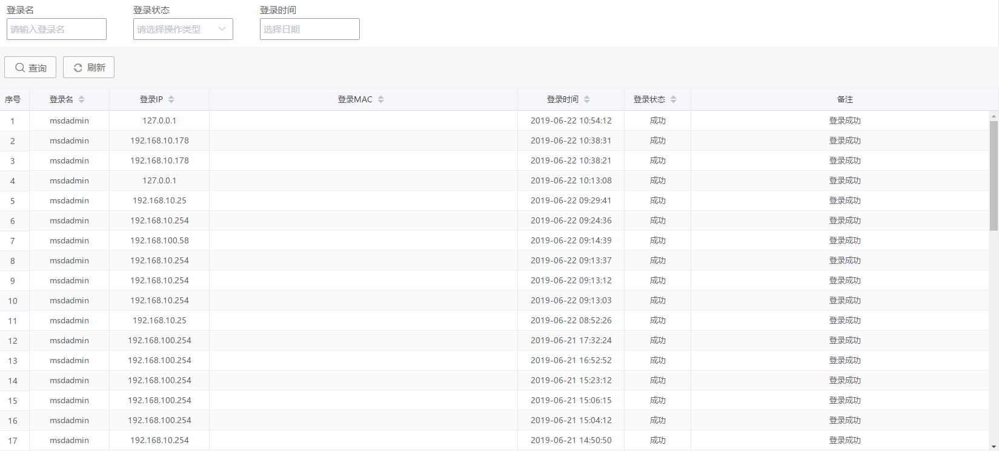 登录名 登录状态 登录时间
请输入登录名 请选择操作类型 选择日期
查询 刷新
序号 登录名 登录IP 登录MAC 登录时间 登录状态 备注
1 msdadmin 127.0.0.1 2019-06-22 10:54:12 成功 登录成功
2 msdadmin 192.168.10.178 2019-06-22 10:38:31 成功 登录成功
3 msdadmin 192.168.10.178 2019-06-22 10:38:21 成功 登录成功
4 msdadmin 127.0.0.1 2019-06-22 10:13:08 成功 登录成功
5 msdadmin 192.168.10.25 2019-06-22 09:29:41 成功 登录成功
6 msdadmin 192.168.10.254 2019-06-22 09:24:36 成功 登录成功
7 msdadmin 192.168.100.58 2019-06-22 09:14:39 成功 登录成功
8 msdadmin 192.168.10.254 2019-06-22 09:13:37 成功 登录成功
9 msdadmin 192.168.10.254 2019-06-22 09:13:12 成功 登录成功
10 msdadmin 192.168.10.254 2019-06-22 09:13:03 成功 登录成功
11 msdadmin 192.168.10.25 2019-06-22 08:52:26 成功 登录成功
12 msdadmin 192.168.100.254 2019-06-21 17:32:24 成功 登录成功
13 msdadmin 192.168.100.254 2019-06-21 16:52:52 成功 登录成功
14 msdadmin 192.168.100.254 2019-06-21 15:23:12 成功 登录成功
15 msdadmin 192.168.100.254 2019-06-21 15:06:15 成功 登录成功
16 msdadmin 192.168.100.254 2019-06-21 15:04:12 成功 登录成功
17 msdadmin 192.168.10.254 2019-06-21 14:50:50 成功 登录成功